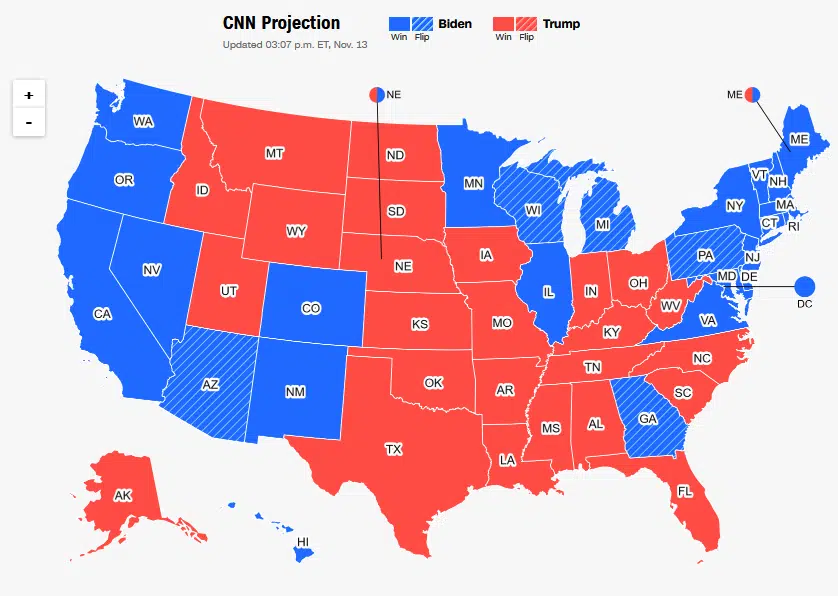 CNN Projection
Biden
Trump
Win Flip
Win Flip
Updated 03:07 p.m. ET, Nov. 13
+
-
NE
ME
WA
ME
MT
ND
VT
NH
OR
MN
ID
SD
WI
NY
MA
MI
CT
RI
WY
IA
PA
NJ
NV
NE
MD
DE
UT
IL
IN
OH
DC
CO
WV
CA
KS
MO
VA
KY
NC
TN
AZ
NM
OK
AR
SC
GA
MS
AL
TX
LA
FL
AK
HI